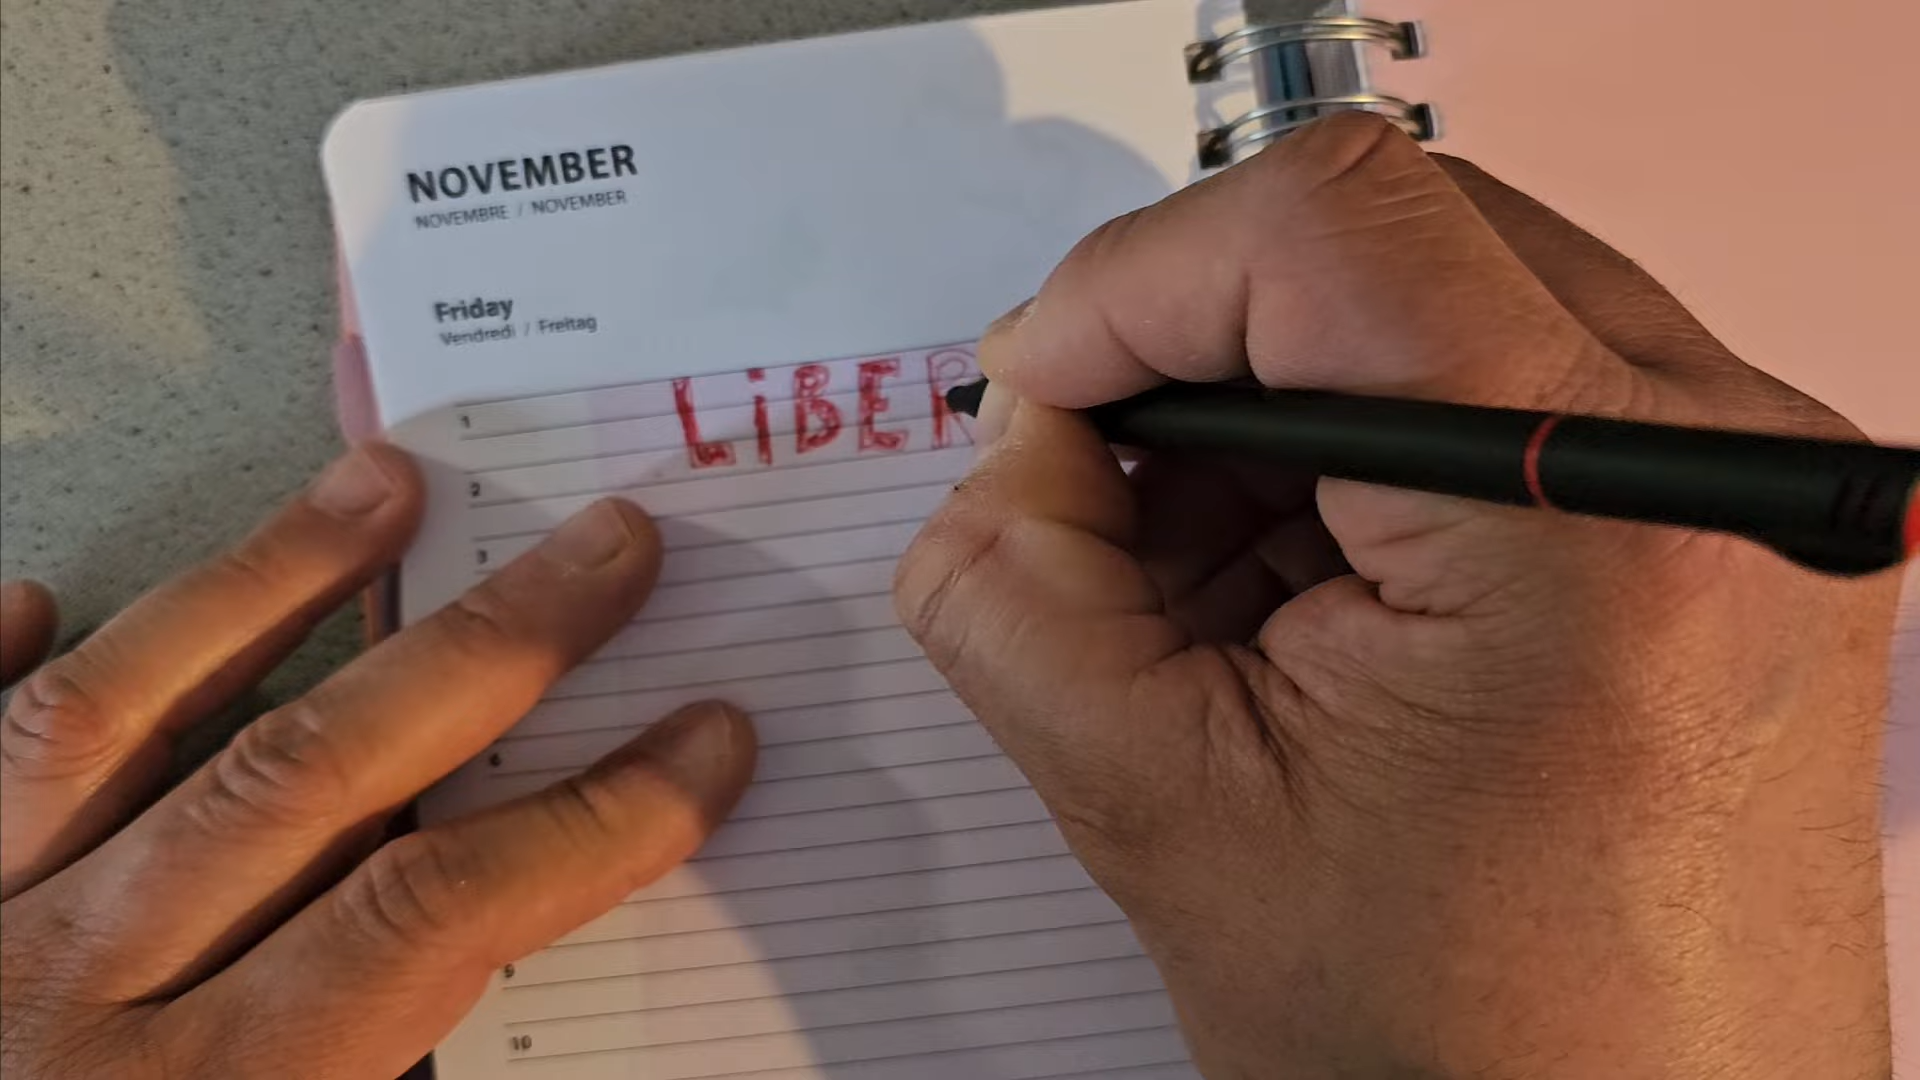 NOVEMBER
NOVEMBRE / NOVEMBER
Friday
Vendredi / Freitag
LiBER
1
2
3
6
9
10